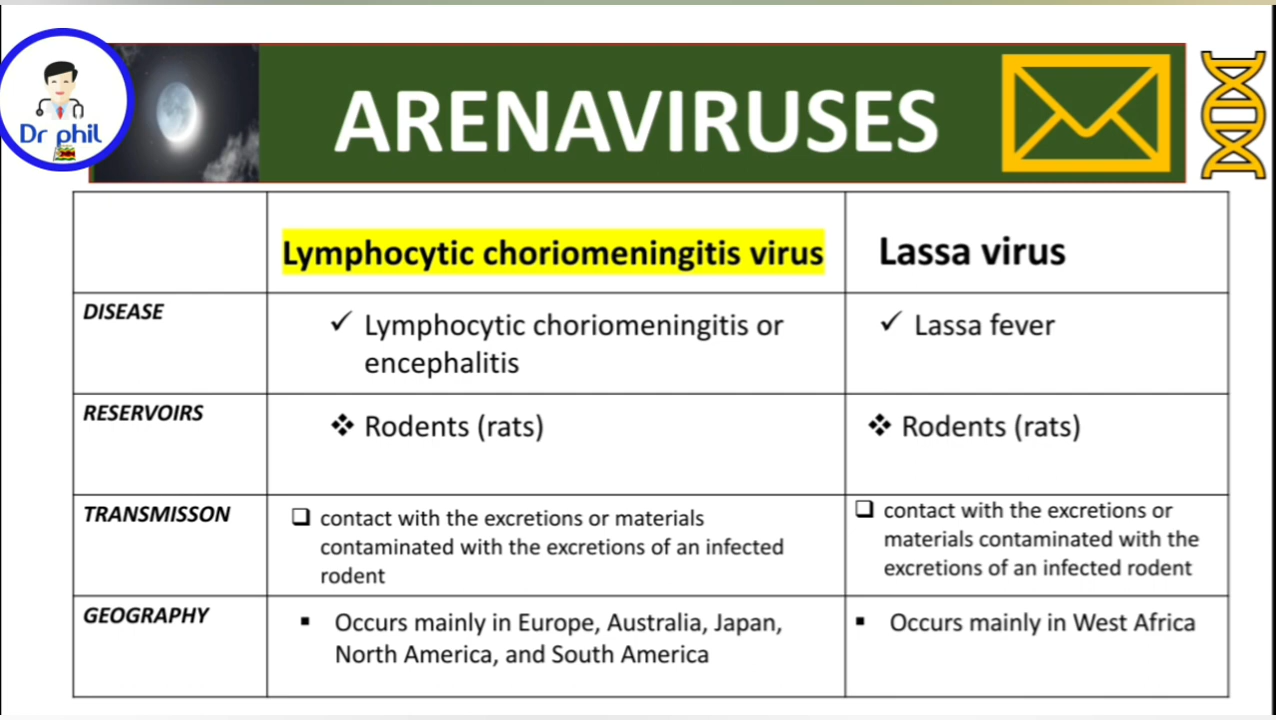 Dr phil
ARENAVIRUSES
Lymphocytic choriomeningitis virus
Lassa virus
DISEASE
✓ Lymphocytic choriomeningitis or
encephalitis
✓ Lassa fever
RESERVOIRS
❖ Rodents (rats)
❖ Rodents (rats)
TRANSMISSON
❑ contact with the excretions or materials
contaminated with the excretions of an infected
rodent
❑ contact with the excretions or
materials contaminated with the
excretions of an infected rodent
GEOGRAPHY
▪ Occurs mainly in Europe, Australia, Japan,
North America, and South America
▪ Occurs mainly in West Africa